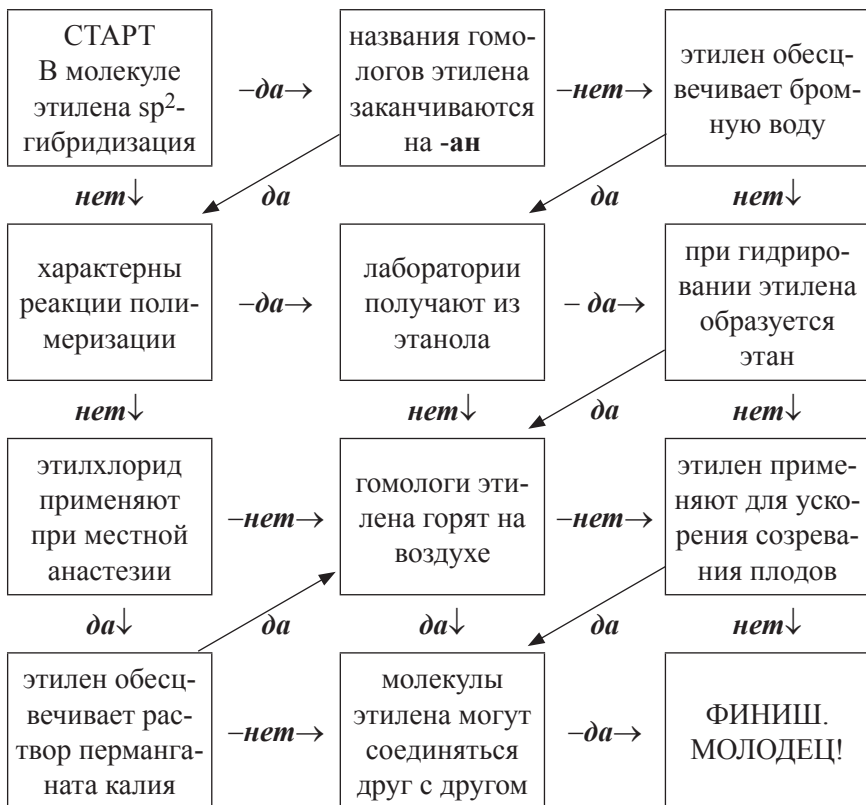 СТАРТ
В молекуле
этилена sp²-
гибридизация
–да→
названия гомо-
логов этилена
заканчиваются
на -ан
–нет→
этилен обесц-
вечивает бром-
ную воду
нет↓
да
да
нет↓
характерны
реакции поли-
меризации
–да→
лаборатории
получают из
этанола
– да→
при гидриро-
вании этилена
образуется
этан
нет↓
нет↓
да
нет↓
этилхлорид
применяют
при местной
анастезии
–нет→
гомологи эти-
лена горят на
воздухе
–нет→
этилен приме-
няют для уско-
рения созрева-
ния плодов
да↓
да
да↓
да
нет↓
этилен обесц-
вечивает рас-
твор перманга-
ната калия
–нет→
молекулы
этилена могут
соединяться
друг с другом
–да→
ФИНИШ.
МОЛОДЕЦ!